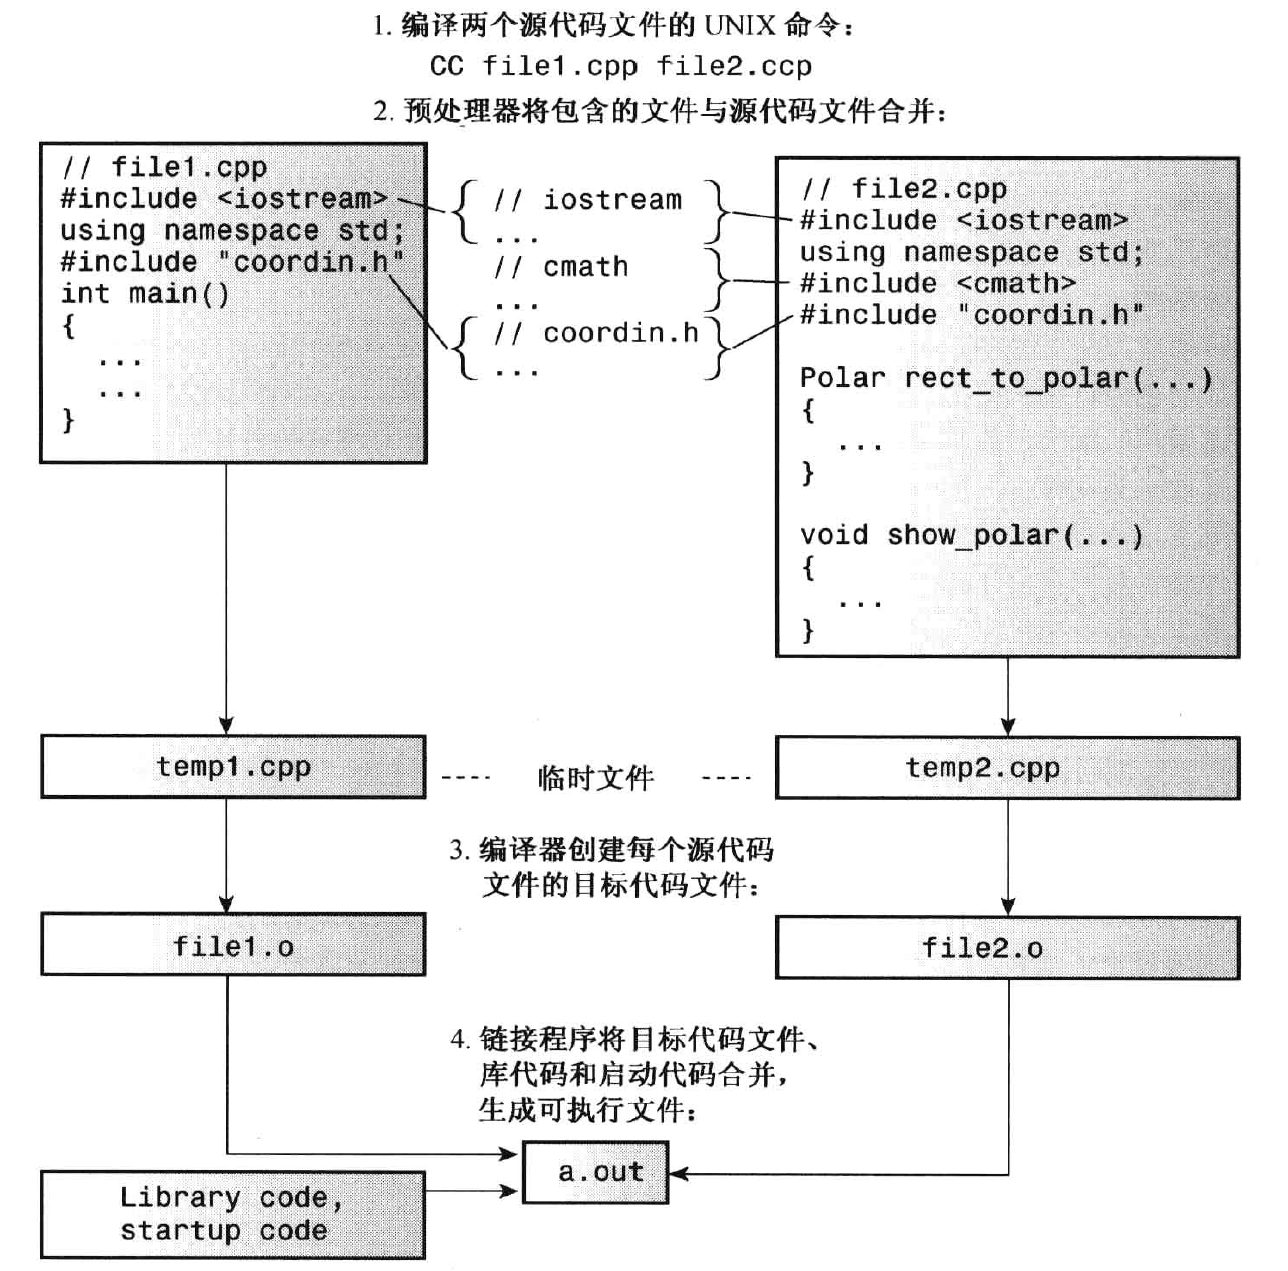 1. 编译两个源代码文件的 UNIX 命令：
CC file1.cpp file2.ccp
2. 预处理器将包含的文件与源代码文件合并：
// file1.cpp
#include <iostream>
using namespace std;
#include "coordin.h"
int main()
{
...
...
}
// iostream
...
// cmath
...
// coordin.h
...
// file2.cpp
#include <iostream>
using namespace std;
#include <cmath>
#include "coordin.h"
Polar rect_to_polar(...)
{
...
}
void show_polar(...)
{
...
}
temp1.cpp
---- 临时文件 ----
temp2.cpp
3. 编译器创建每个源代码
文件的目标代码文件：
file1.o
file2.o
4. 链接程序将目标代码文件、
库代码和启动代码合并，
生成可执行文件：
a.out
Library code,
startup code